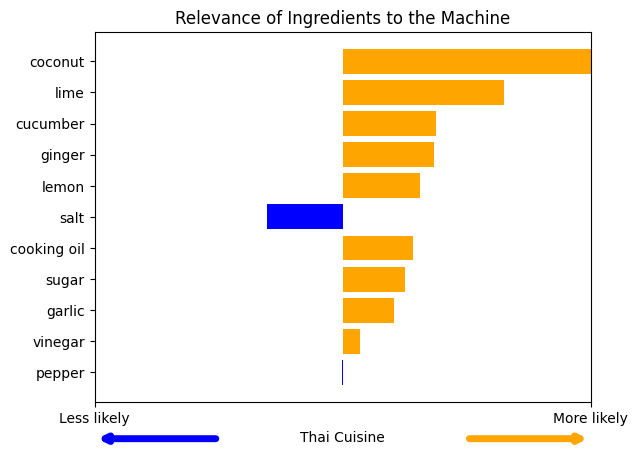 Relevance of Ingredients to the Machine
coconut
lime
cucumber
ginger
lemon
salt
cooking oil
sugar
garlic
vinegar
pepper
Less likely
More likely
Thai Cuisine